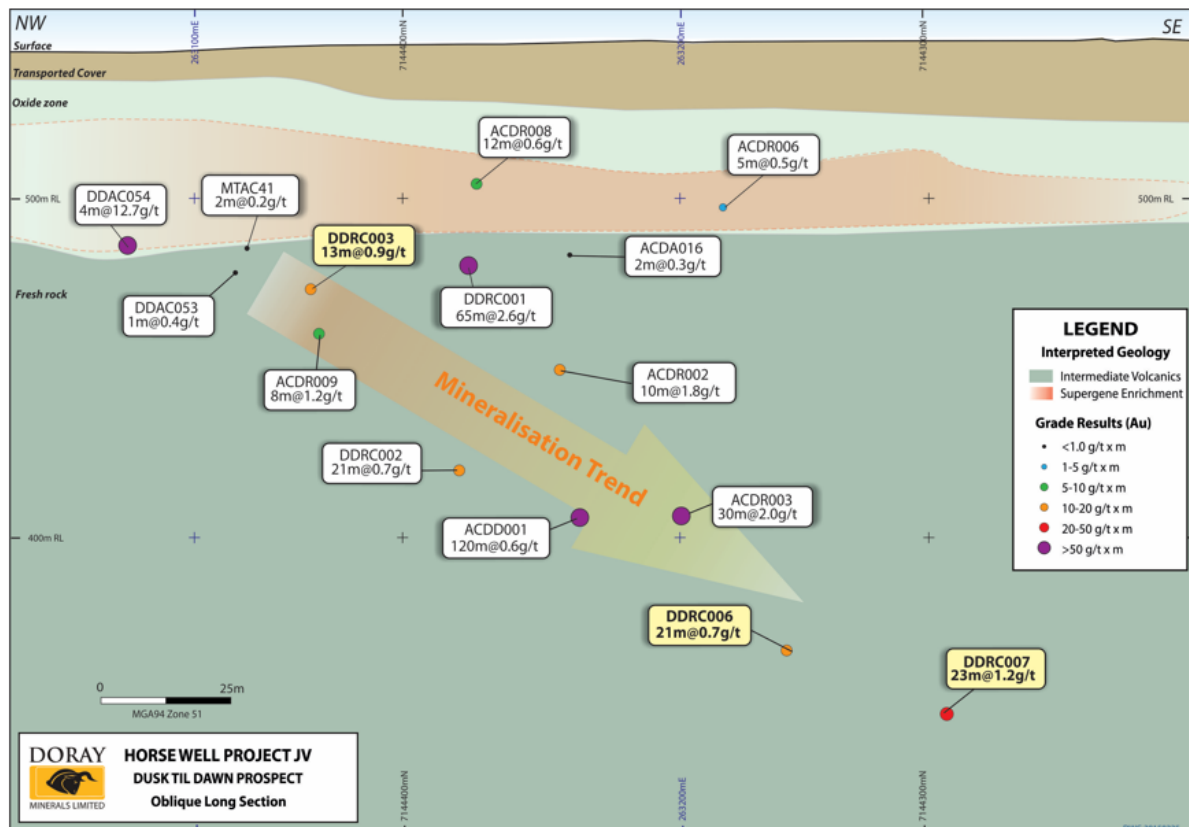 NW
SE
263100mE
7144400mN
263200mE
7144300mN
Surface
Transported Cover
Oxide zone
ACDR008
12m@0.6g/t
ACDR006
5m@0.5g/t
DDAC054
4m@12.7g/t
MTAC41
2m@0.2g/t
500m RL
500m RL
DDRC003
13m@0.9g/t
ACDA016
2m@0.3g/t
Fresh rock
DDAC053
1m@0.4g/t
DDRC001
65m@2.6g/t
ACDR009
8m@1.2g/t
ACDR002
10m@1.8g/t
Mineralisation Trend
DDRC002
21m@0.7g/t
ACDD001
120m@0.6g/t
ACDR003
30m@2.0g/t
400m RL
DDRC006
21m@0.7g/t
DDRC007
23m@1.2g/t
LEGEND
Interpreted Geology
Intermediate Volcanics
Supergene Enrichment
Grade Results (Au)
<1.0 g/t x m
1-5 g/t x m
5-10 g/t x m
10-20 g/t x m
20-50 g/t x m
>50 g/t x m
0 25m
MGA94 Zone 51
DORAY
MINERALS LIMITED
HORSE WELL PROJECT JV
DUSK TIL DAWN PROSPECT
Oblique Long Section
7144400mN
263200mE
7144300mN